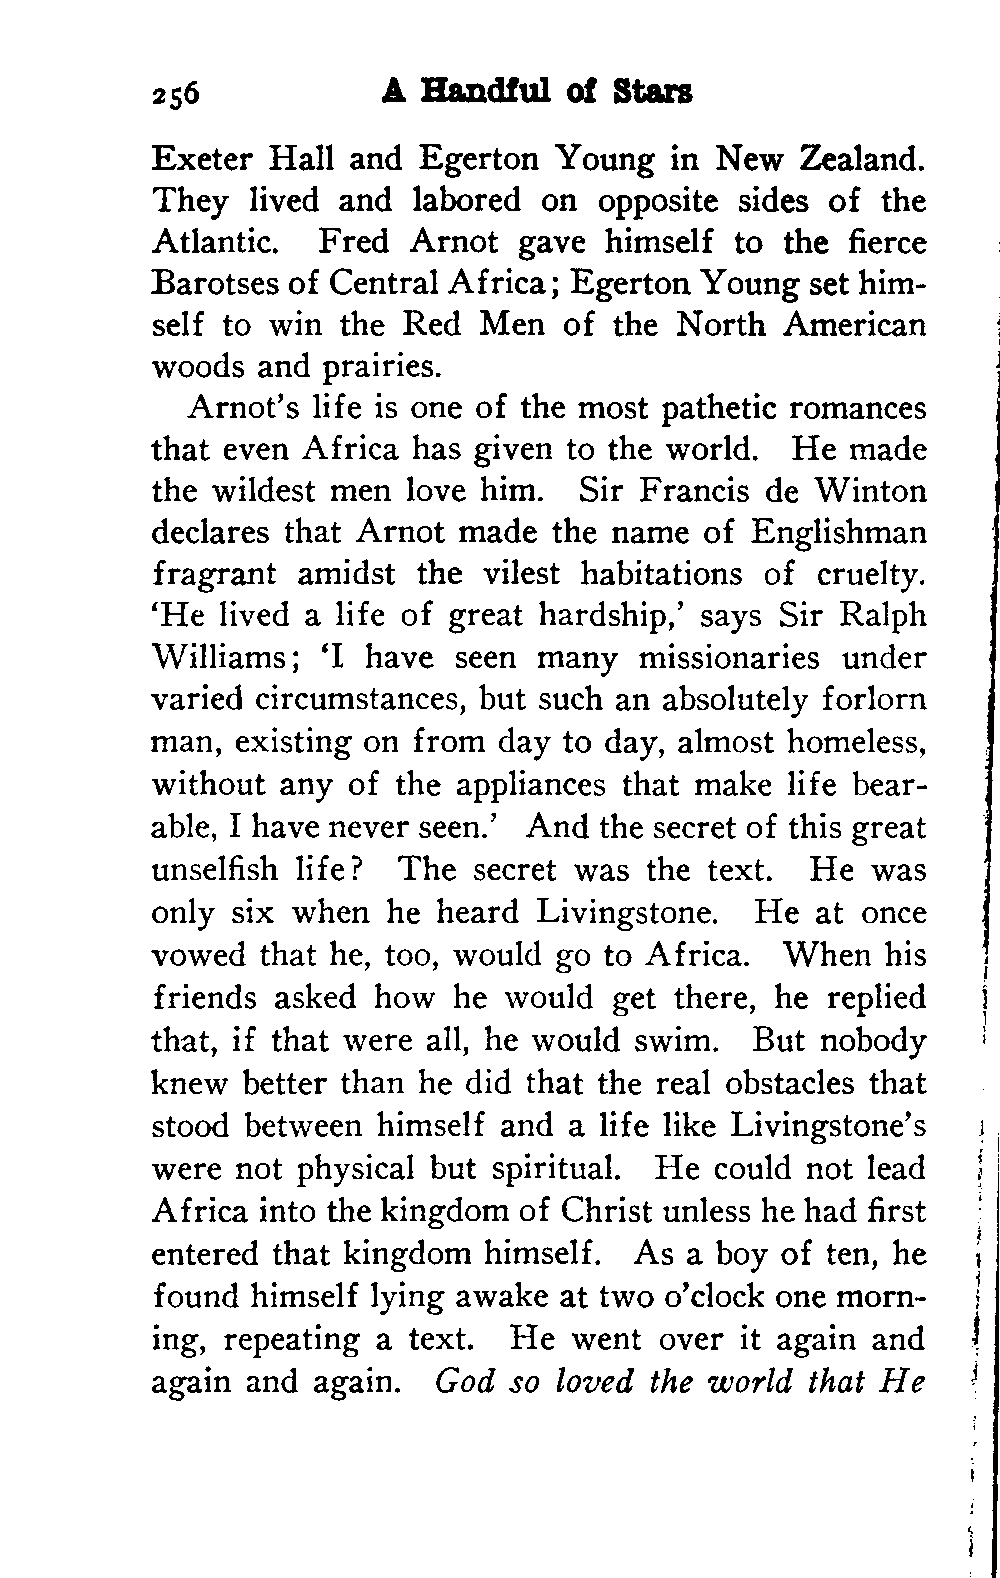 256 A Handful of Stars
Exeter Hall and Egerton Young in New Zealand.
They lived and labored on opposite sides of the
Atlantic. Fred Arnot gave himself to the fierce
Barotses of Central Africa; Egerton Young set him-
self to win the Red Men of the North American
woods and prairies.
Arnot's life is one of the most pathetic romances
that even Africa has given to the world. He made
the wildest men love him. Sir Francis de Winton
declares that Arnot made the name of Englishman
fragrant amidst the vilest habitations of cruelty.
‘He lived a life of great hardship,’ says Sir Ralph
Williams; ‘I have seen many missionaries under
varied circumstances, but such an absolutely forlorn
man, existing on from day to day, almost homeless,
without any of the appliances that make life bear-
able, I have never seen.’ And the secret of this great
unselfish life? The secret was the text. He was
only six when he heard Livingstone. He at once
vowed that he, too, would go to Africa. When his
friends asked how he would get there, he replied
that, if that were all, he would swim. But nobody
knew better than he did that the real obstacles that
stood between himself and a life like Livingstone's
were not physical but spiritual. He could not lead
Africa into the kingdom of Christ unless he had first
entered that kingdom himself. As a boy of ten, he
found himself lying awake at two o'clock one morn-
ing, repeating a text. He went over it again and
again and again. God so loved the world that He